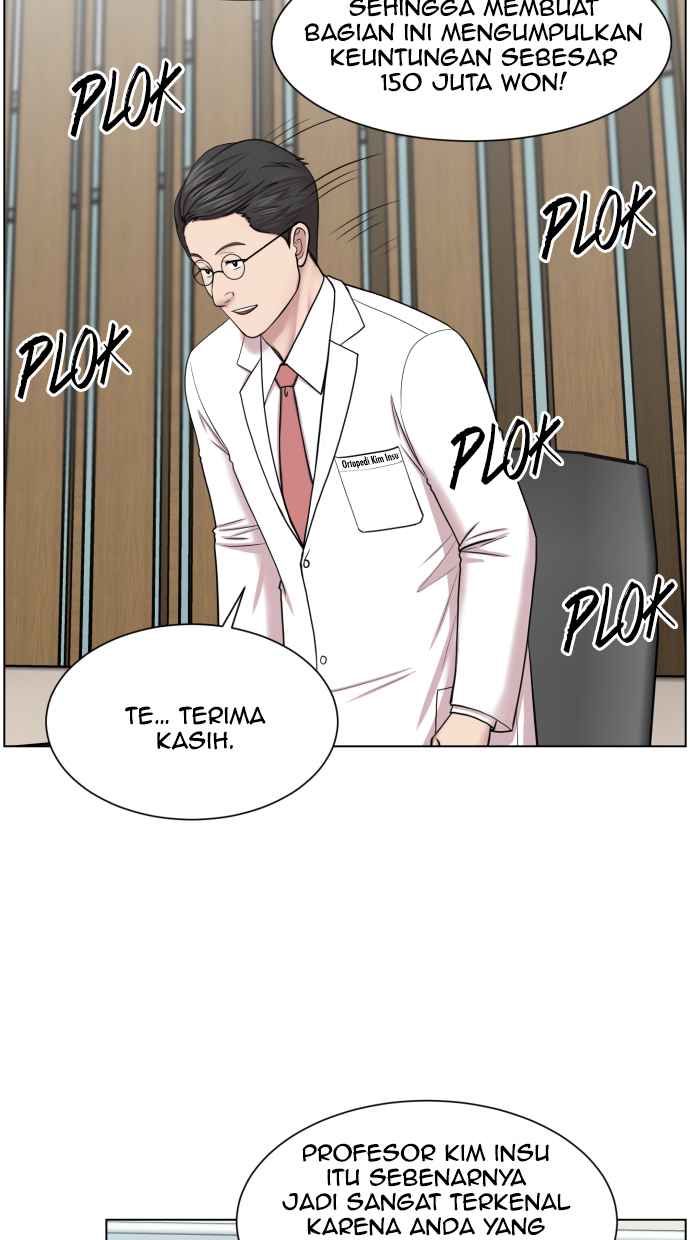 SEHINGGA MEMBUAT
BAGIAN INI MENGUMPULKAN
KEUNTUNGAN SEBESAR
150 JUTA WON!
PLOK
PLOK
PLOK
PLOK
Ortopedi Kim Insu
PLOK
TE... TERIMA
KASIH.
PROFESOR KIM INSU
ITU SEBENARNYA
JADI SANGAT TERKENAL
KARENA ANDA YANG